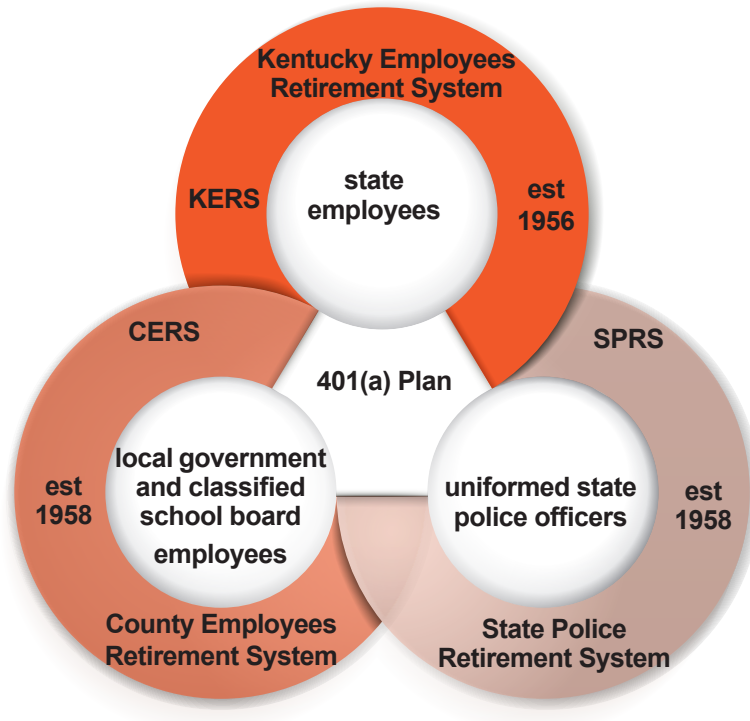 Kentucky Employees
Retirement System
KERS
state
employees
est
1956
401(a) Plan
CERS
est
1958
local government
and classified
school board
employees
County Employees
Retirement System
SPRS
uniformed state
police officers
est
1958
State Police
Retirement System